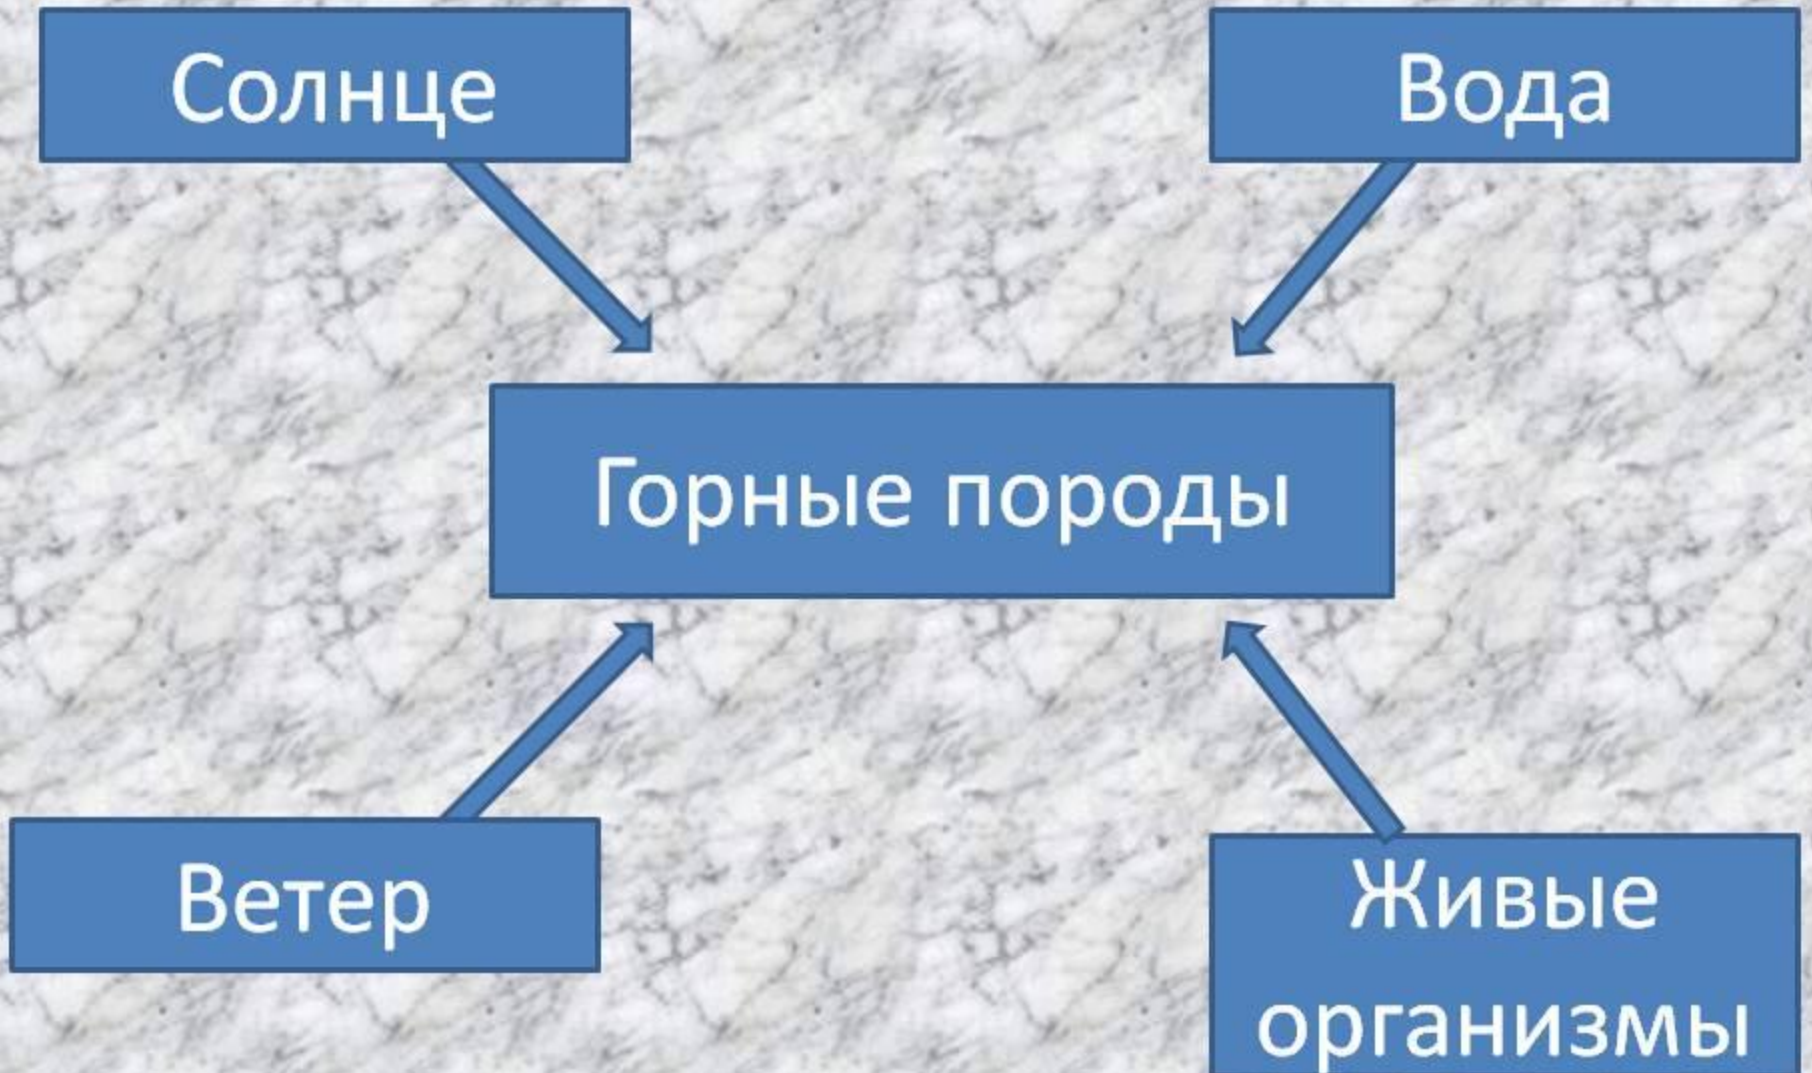 Солнце
Вода
Горные породы
Ветер
Живые
организмы